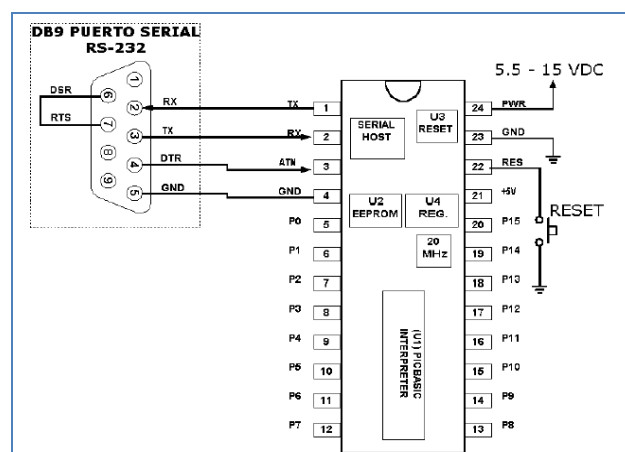 DB9 PUERTO SERIAL
RS-232
5.5 - 15 VDC
DSR
RTS
1
2
3
4
5
6
7
8
9
RX
TX
DTR
GND
TX
RX
ATN
GND
P0
P1
P2
P3
P4
P5
P6
P7
1
2
3
4
5
6
7
8
9
10
11
12
SERIAL
HOST
U3
RESET
U2
EEPROM
U4
REG.
20
MHz
(U1) PICBASIC
INTERPRETER
24
23
22
21
20
19
18
17
16
15
14
13
PWR
GND
RES
+5V
P15
P14
P13
P12
P11
P10
P9
P8
RESET